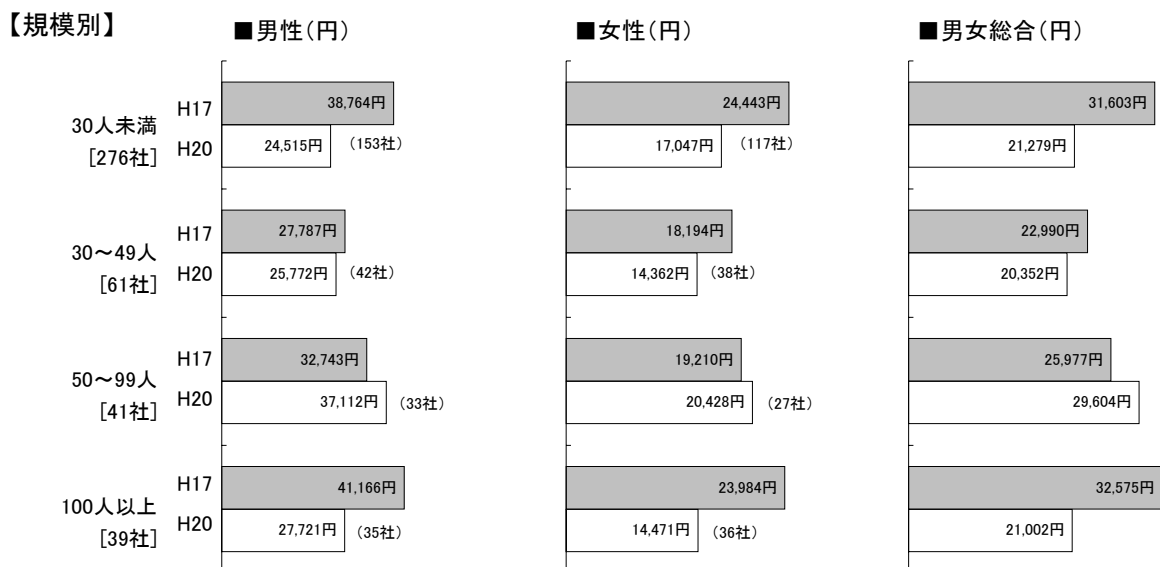 【規模別】
■男性(円)
■女性(円)
■男女総合(円)
30人未満
[276社]
H17
38,764円
24,443円
31,603円
H20
24,515円
(153社)
17,047円
(117社)
21,279円
30～49人
[61社]
H17
27,787円
18,194円
22,990円
H20
25,772円
(42社)
14,362円
(38社)
20,352円
50～99人
[41社]
H17
32,743円
19,210円
25,977円
H20
37,112円
(33社)
20,428円
(27社)
29,604円
100人以上
[39社]
H17
41,166円
23,984円
32,575円
H20
27,721円
(35社)
14,471円
(36社)
21,002円